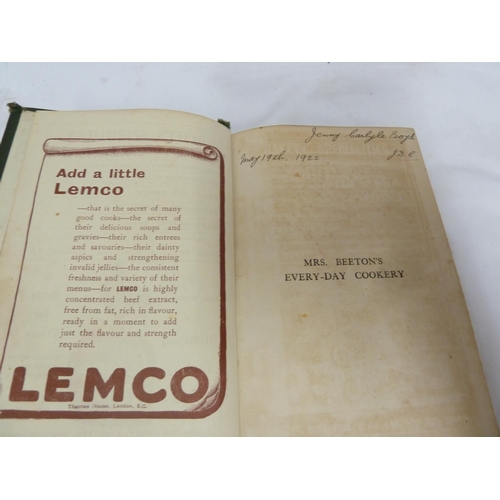 Add a little
Lemco
—that is the secret of many
good cooks—the secret of
their delicious soups and
gravies—their rich entrees
and savouries—their dainty
aspics and strengthening
invalid jellies—the consistent
freshness and variety of their
menus—for LEMCO is highly
concentrated beef extract,
free from fat, rich in flavour,
ready in a moment to add
just the flavour and strength
required.
LEMCO
Thames House, London, E.C.
Jenny Carlyle Boyd
May 19th. 1922
J.B.C
MRS. BEETON'S
EVERY-DAY COOKERY